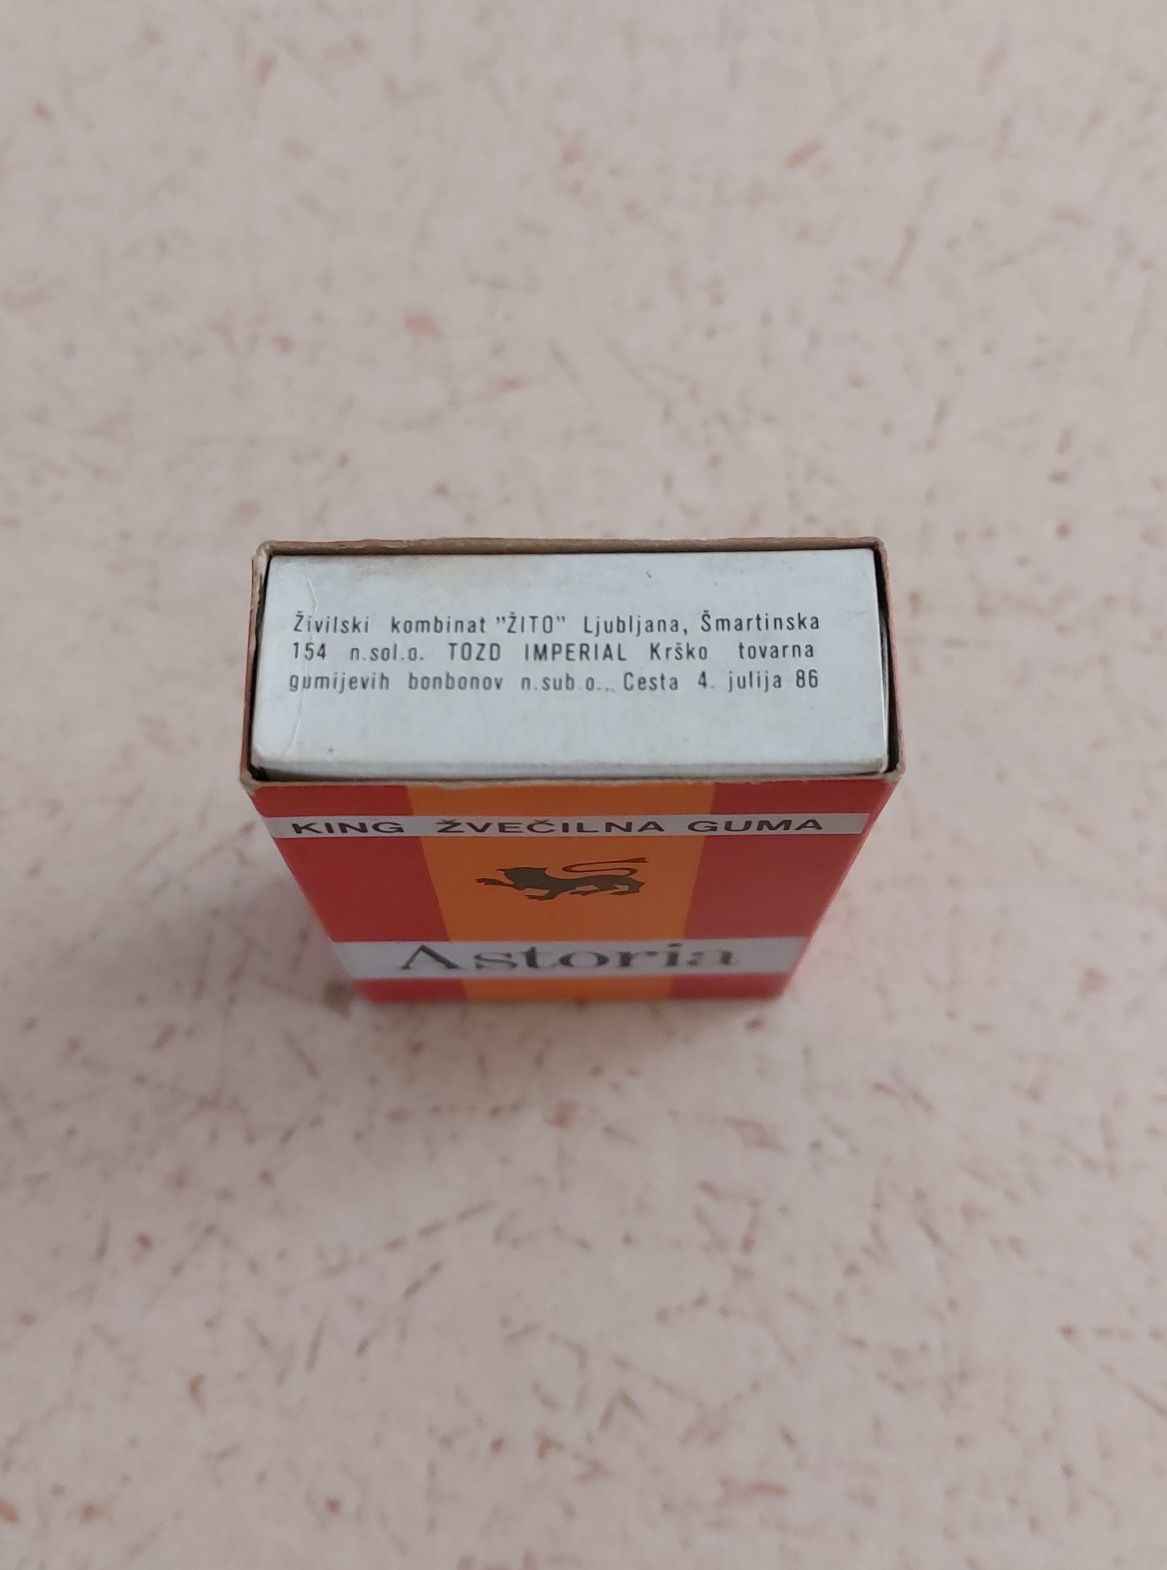 Živilski kombinat "ŽITO" Ljubljana, Šmartinska
154 n.sol.o. TOZD IMPERIAL Krško tovarna
gumijevih bonbonov n.sub.o.. Cesta 4. julija 86
KING ŽVEČILNA GUMA
Astoria